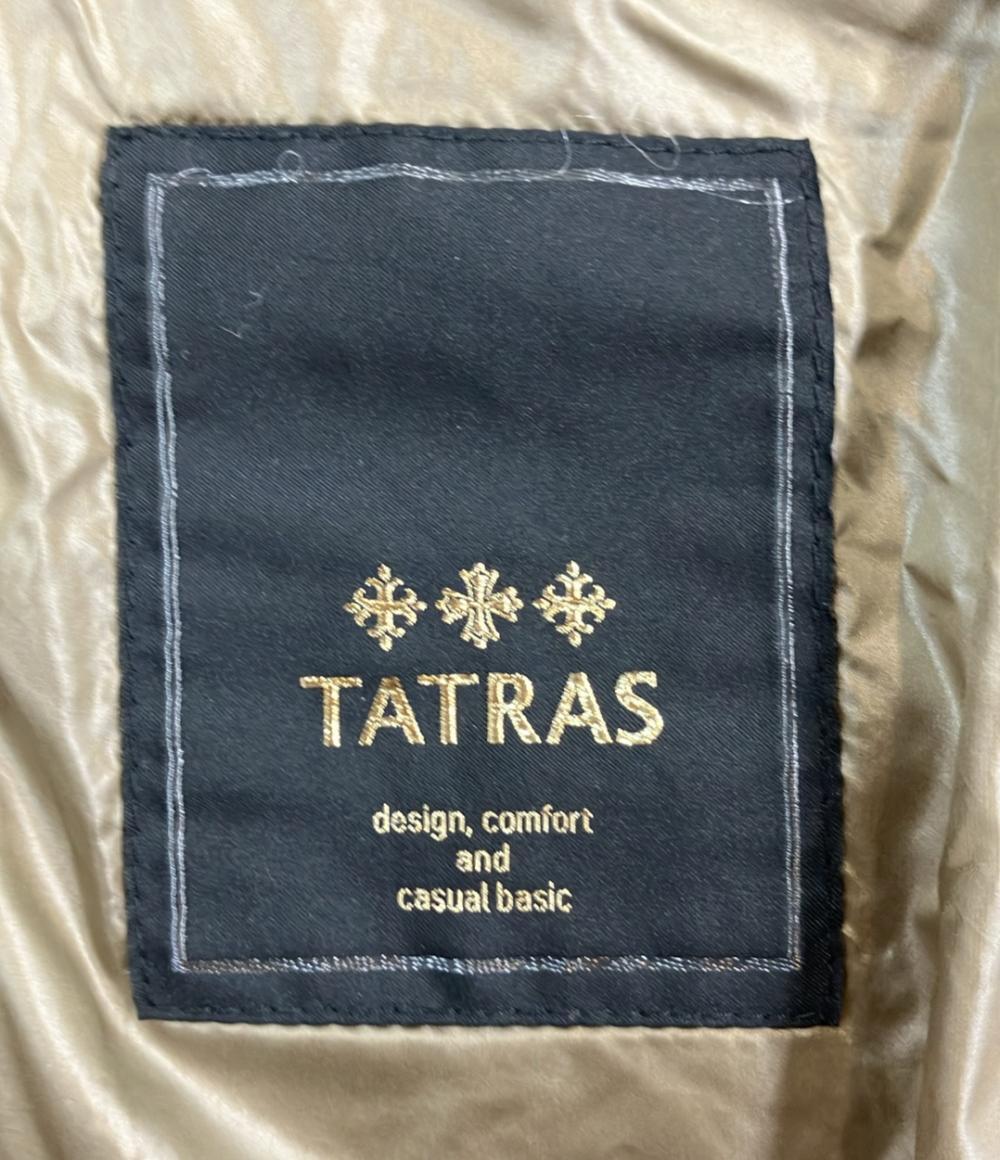 TATRAS
design, comfort
and
casual basic